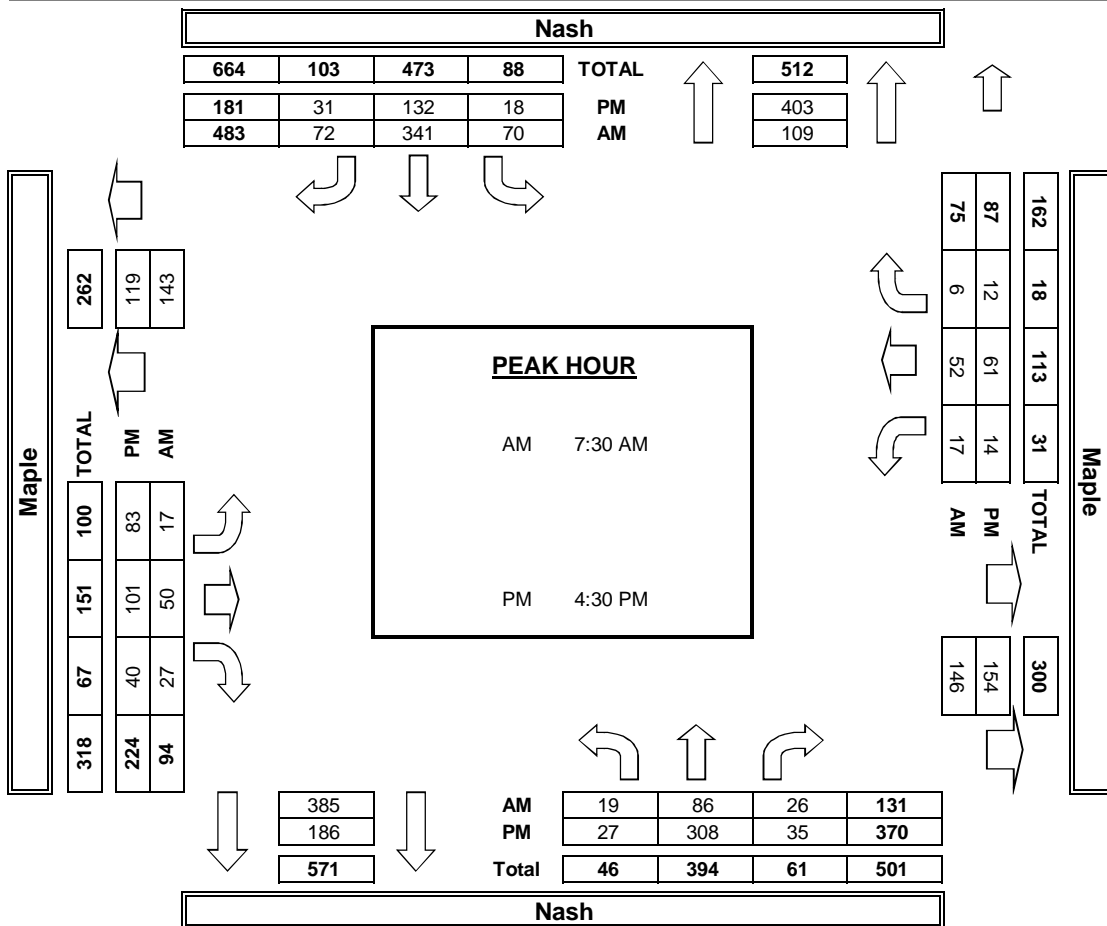 Nash
664 103 473 88 TOTAL 512
181 31 132 18 PM 403
483 72 341 70 AM 109
Maple
262
119
143
TOTAL 100 151 67 318
PM 83 101 40 224
AM 17 50 27 94
PEAK HOUR
AM 7:30 AM
PM 4:30 PM
162 18 113 31 TOTAL 300
87 12 61 14 PM 154
75 6 52 17 AM 146
Maple
385 AM 19 86 26 131
186 PM 27 308 35 370
571 Total 46 394 61 501
Nash